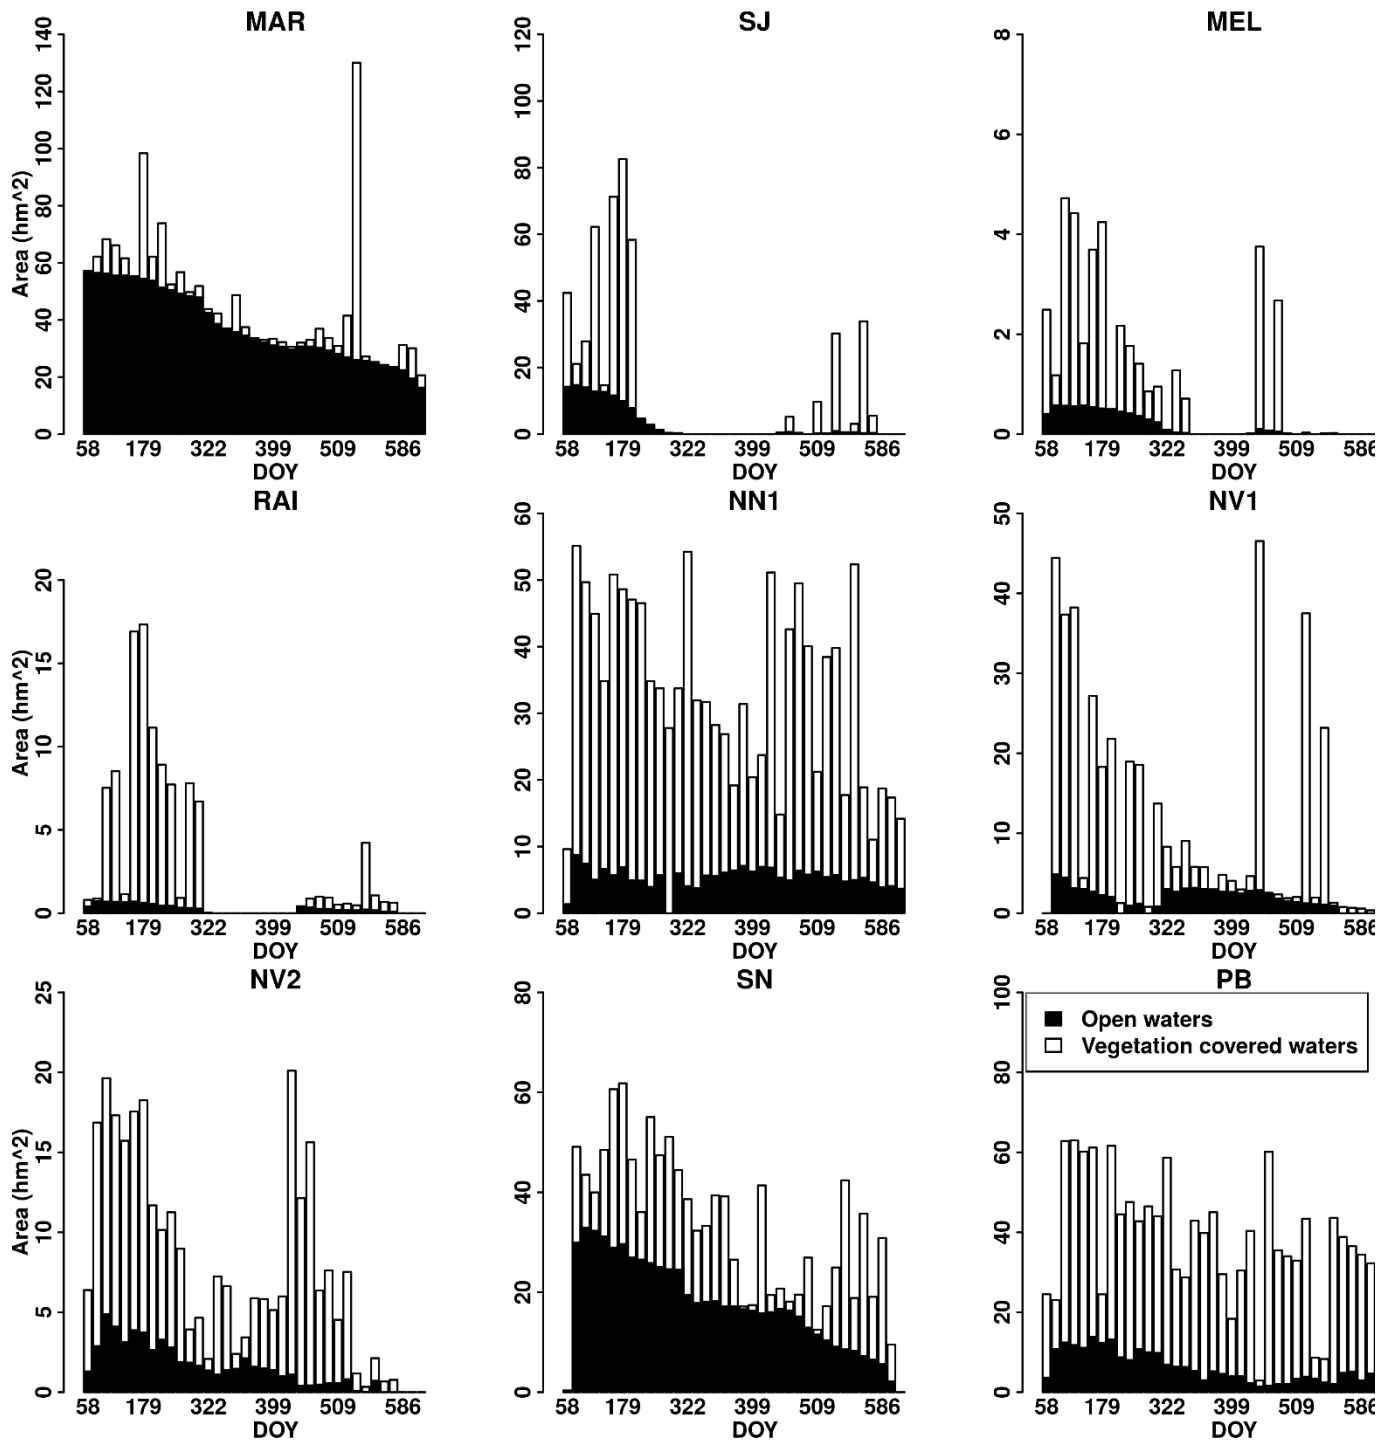 MAR
SJ
MEL
Area (hm^2)
0 20 40 60 80 100 120 140
0 20 40 60 80 100 120
0 2 4 6 8
58 179 322 399 509 586
58 179 322 399 509 586
58 179 322 399 509 586
DOY
DOY
DOY
RAI
NN1
NV1
Area (hm^2)
0 5 10 15 20
0 10 20 30 40 50 60
0 10 20 30 40 50
58 179 322 399 509 586
58 179 322 399 509 586
58 179 322 399 509 586
DOY
DOY
DOY
NV2
SN
PB
Area (hm^2)
0 5 10 15 20 25
0 20 40 60 80
0 20 40 60 80 100
Open waters
Vegetation covered waters
58 179 322 399 509 586
58 179 322 399 509 586
58 179 322 399 509 586
DOY
DOY
DOY